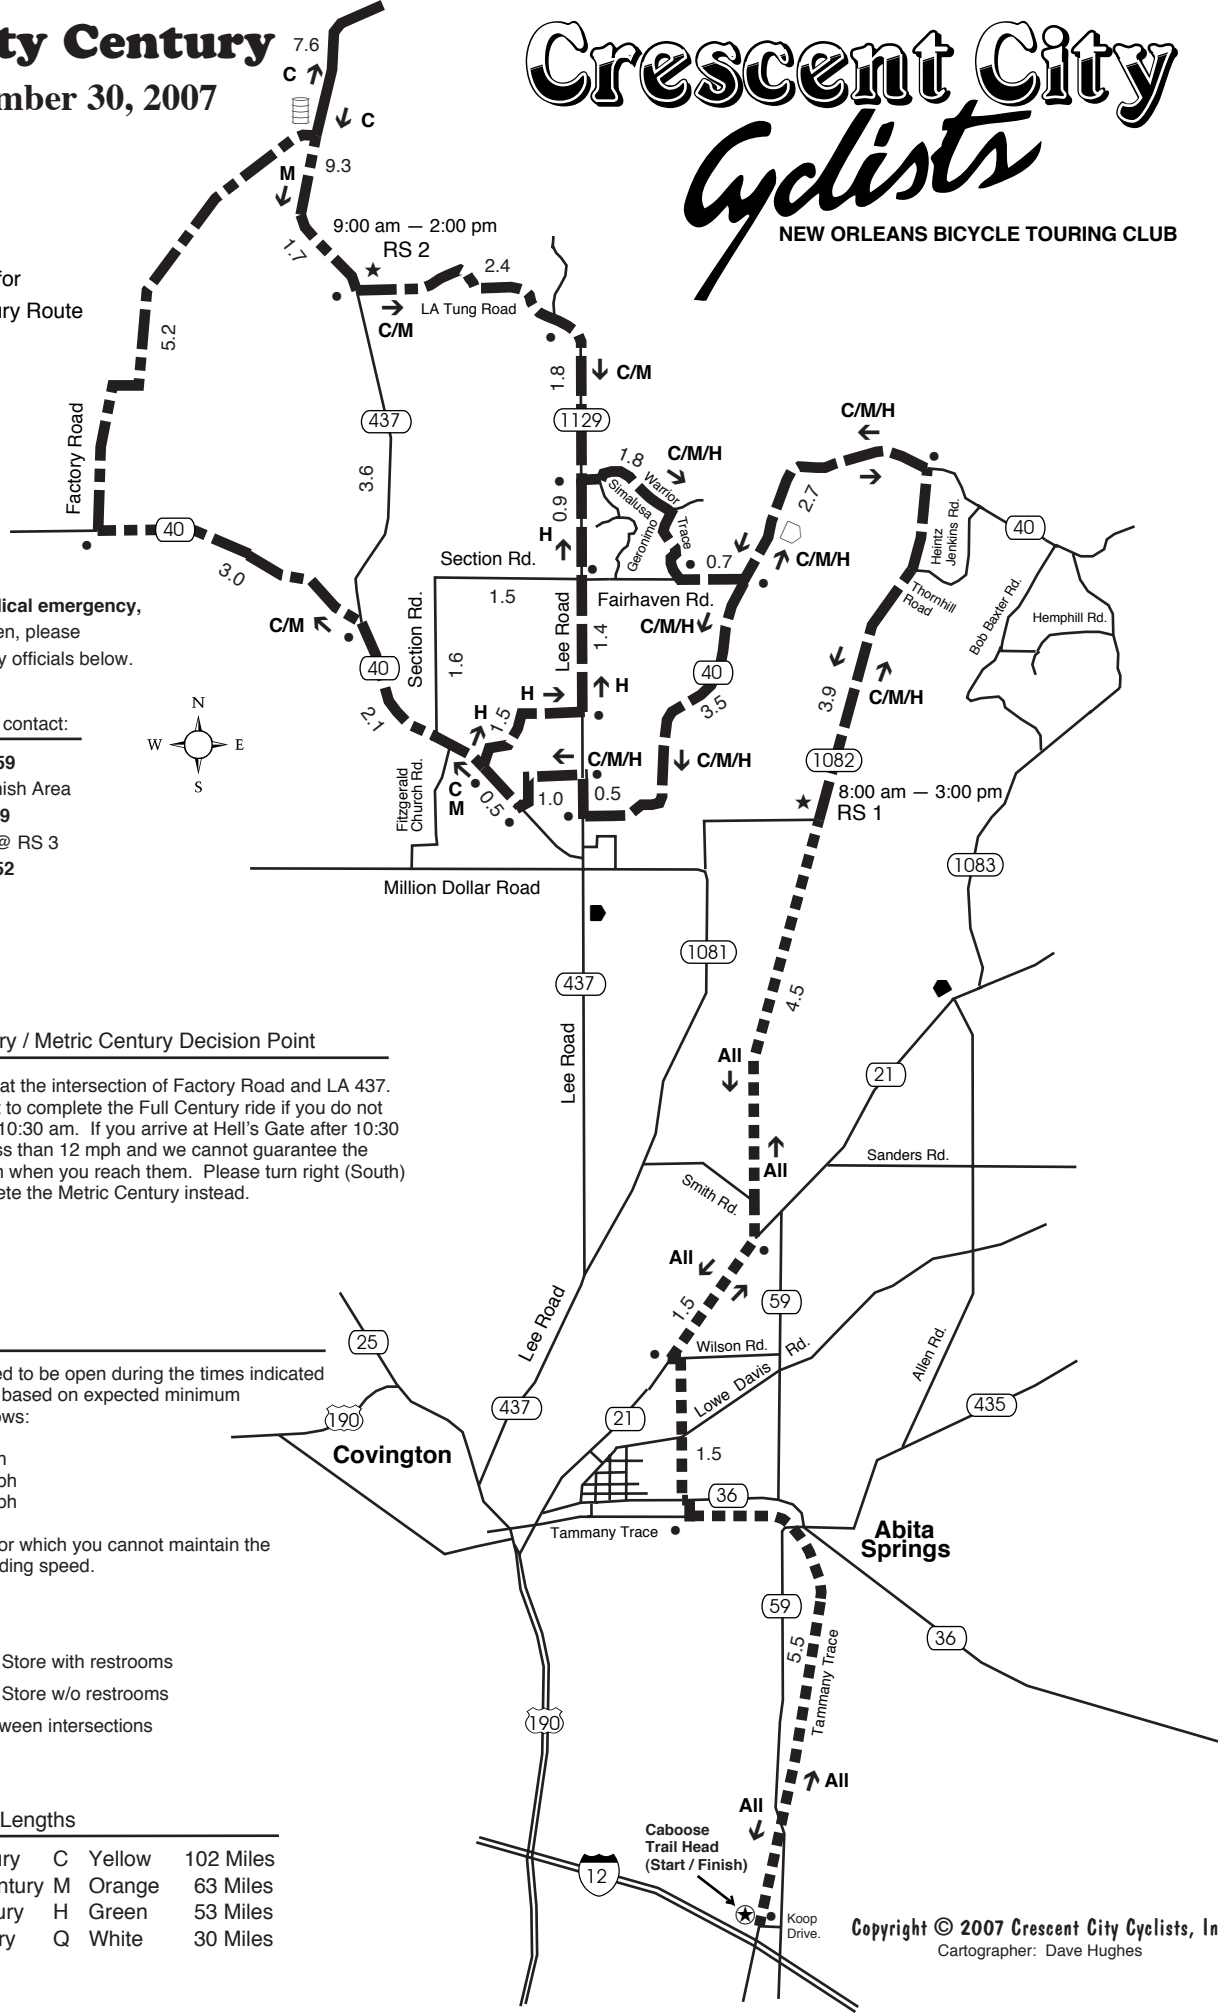 ty Century
mber 30, 2007
Crescent City
Cyclists
NEW ORLEANS BICYCLE TOURING CLUB
7.6
C
C
9.3
M
1.7
9:00 am — 2:00 pm
RS 2
2.4
LA Tung Road
C/M
for
ury Route
5.2
1.8
C/M
437
1129
C/M/H
Factory Road
3.6
1.8
C/M/H
Warrior
Trace
Simalusa
Geronimo
2.7
0.9
H
40
Heintz
Jenkins Rd.
40
Section Rd.
0.7
C/M/H
3.0
1.5
Fairhaven Rd.
Thornhill
Road
Bob Baxter Rd.
Hemphill Rd.
dical emergency,
en, please
y officials below.
C/M
Section Rd.
Lee Road
1.4
C/M/H
40
1.6
40
H
H
3.9
C/M/H
3.5
contact:
59
rish Area
9
@ RS 3
52
N
W
E
S
2.1
H
1.5
C/M/H
C/M/H
1082
Fitzgerald
Church Rd.
C
M
0.5
1.0
0.5
8:00 am — 3:00 pm
RS 1
1083
Million Dollar Road
1081
437
4.5
ry / Metric Century Decision Point
at the intersection of Factory Road and LA 437.
t to complete the Full Century ride if you do not
10:30 am.  If you arrive at Hell's Gate after 10:30
ss than 12 mph and we cannot guarantee the
n when you reach them.  Please turn right (South)
ete the Metric Century instead.
Lee Road
All
21
All
Sanders Rd.
Smith Rd.
All
1.5
59
Lee Road
25
Wilson Rd.
Lowe Davis Rd.
Allen Rd.
ed to be open during the times indicated
based on expected minimum
ows:
h
ph
ph
or which you cannot maintain the
ding speed.
190
437
21
435
Covington
1.5
36
Tammany Trace
Abita
Springs
59
36
5.5
Tammany Trace
Store with restrooms
Store w/o restrooms
ween intersections
190
All
All
Lengths
ury C Yellow 102 Miles
ntury M Orange 63 Miles
ury H Green 53 Miles
ry Q White 30 Miles
Caboose
Trail Head
(Start / Finish)
12
Koop
Drive.
Copyright © 2007 Crescent City Cyclists, In
Cartographer:  Dave Hughes